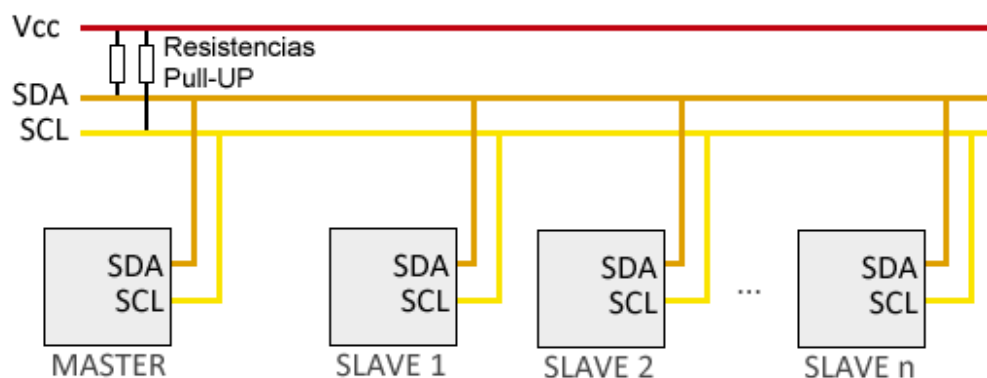 Vcc
Resistencias
Pull-UP
SDA
SCL
SDA
SCL
MASTER
SDA
SCL
SLAVE 1
SDA
SCL
SLAVE 2
...
SDA
SCL
SLAVE n